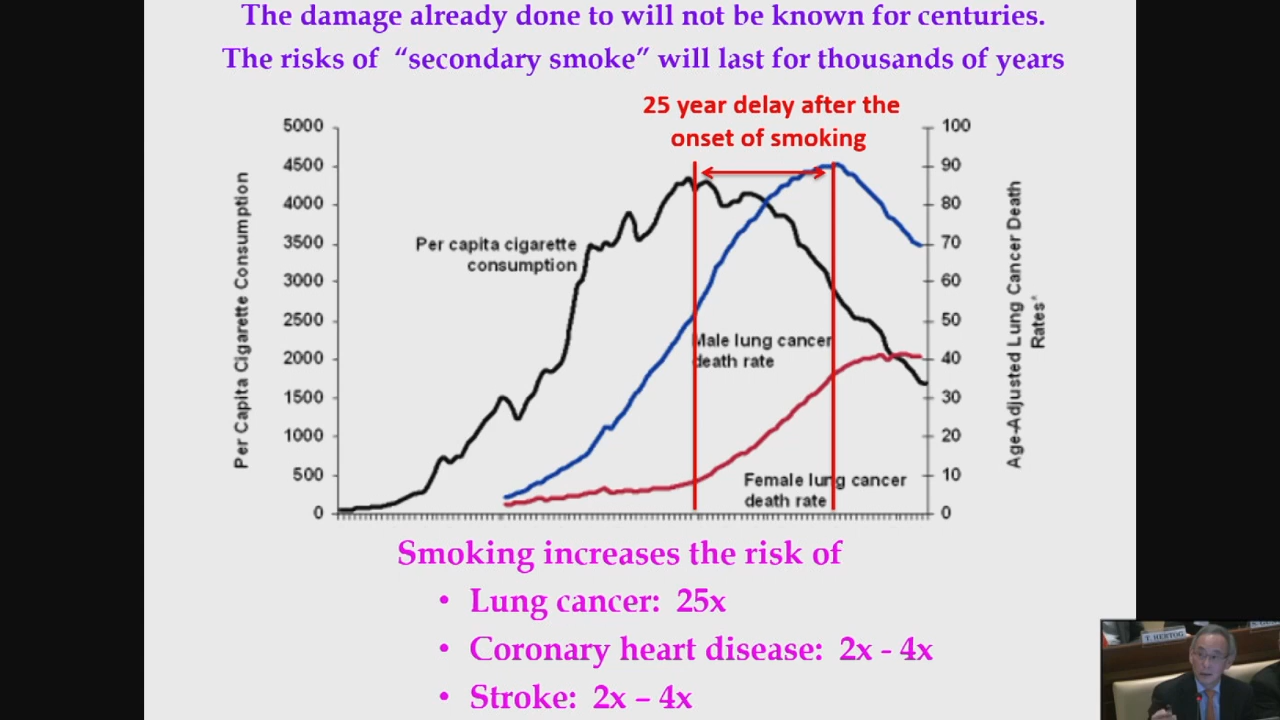 The damage already done to will not be known for centuries.
The risks of “secondary smoke” will last for thousands of years
25 year delay after the
onset of smoking
5000
4500
4000
3500
3000
2500
2000
1500
1000
500
0
Per Capita Cigarette Consumption
Per capita cigarette
consumption
Male lung cancer
death rate
Female lung cancer
death rate
100
90
80
70
60
50
40
30
20
10
0
Age-Adjusted Lung Cancer Death
Rates*
Smoking increases the risk of
• Lung cancer: 25x
• Coronary heart disease: 2x - 4x
• Stroke: 2x – 4x
T. HERTOG